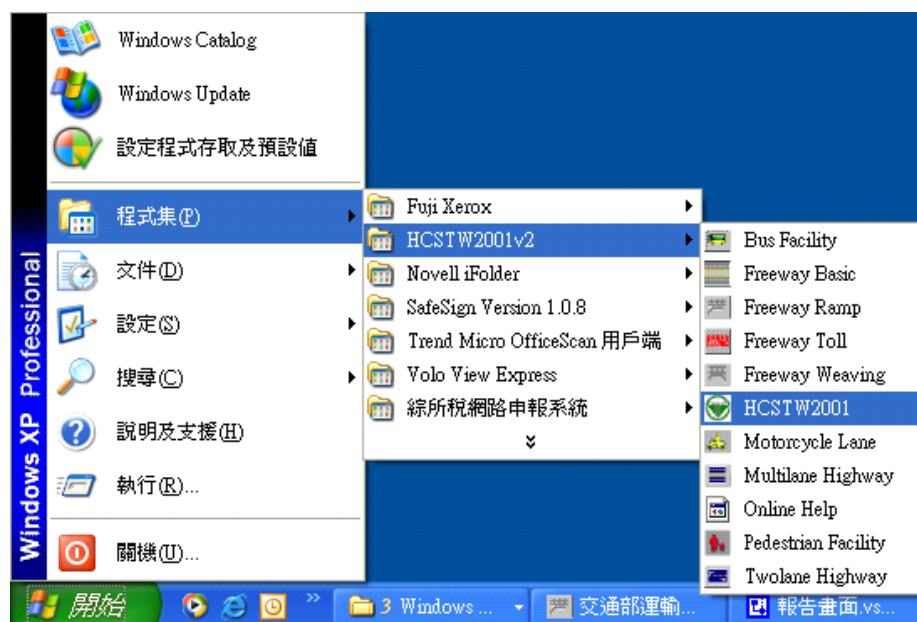 Windows Catalog
Windows Update
設定程式存取及預設值
程式集(P)
文件(D)
設定(S)
搜尋(C)
說明及支援(H)
執行(R)...
關機(U)...
Windows XP Professional
Fuji Xerox
HCSTW2001v2
Novell iFolder
SafeSign Version 1.0.8
Trend Micro OfficeScan 用戶端
Volo View Express
綜所稅網路申報系統
Bus Facility
Freeway Basic
Freeway Ramp
Freeway Toll
Freeway Weaving
HCSTW2001
Motorcycle Lane
Multilane Highway
Online Help
Pedestrian Facility
Twolane Highway
開始
3 Windows ...
交通部運輸...
報告畫面.vs...